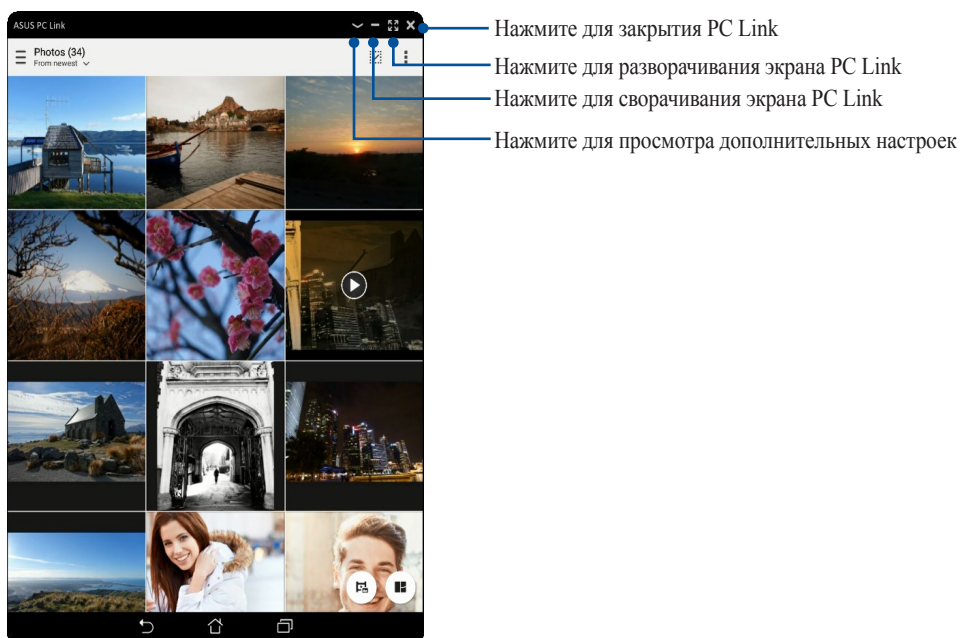 ASUS PC Link
Photos (34)
From newest
Нажмите для закрытия PC Link
Нажмите для разворачивания экрана PC Link
Нажмите для сворачивания экрана PC Link
Нажмите для просмотра дополнительных настроек